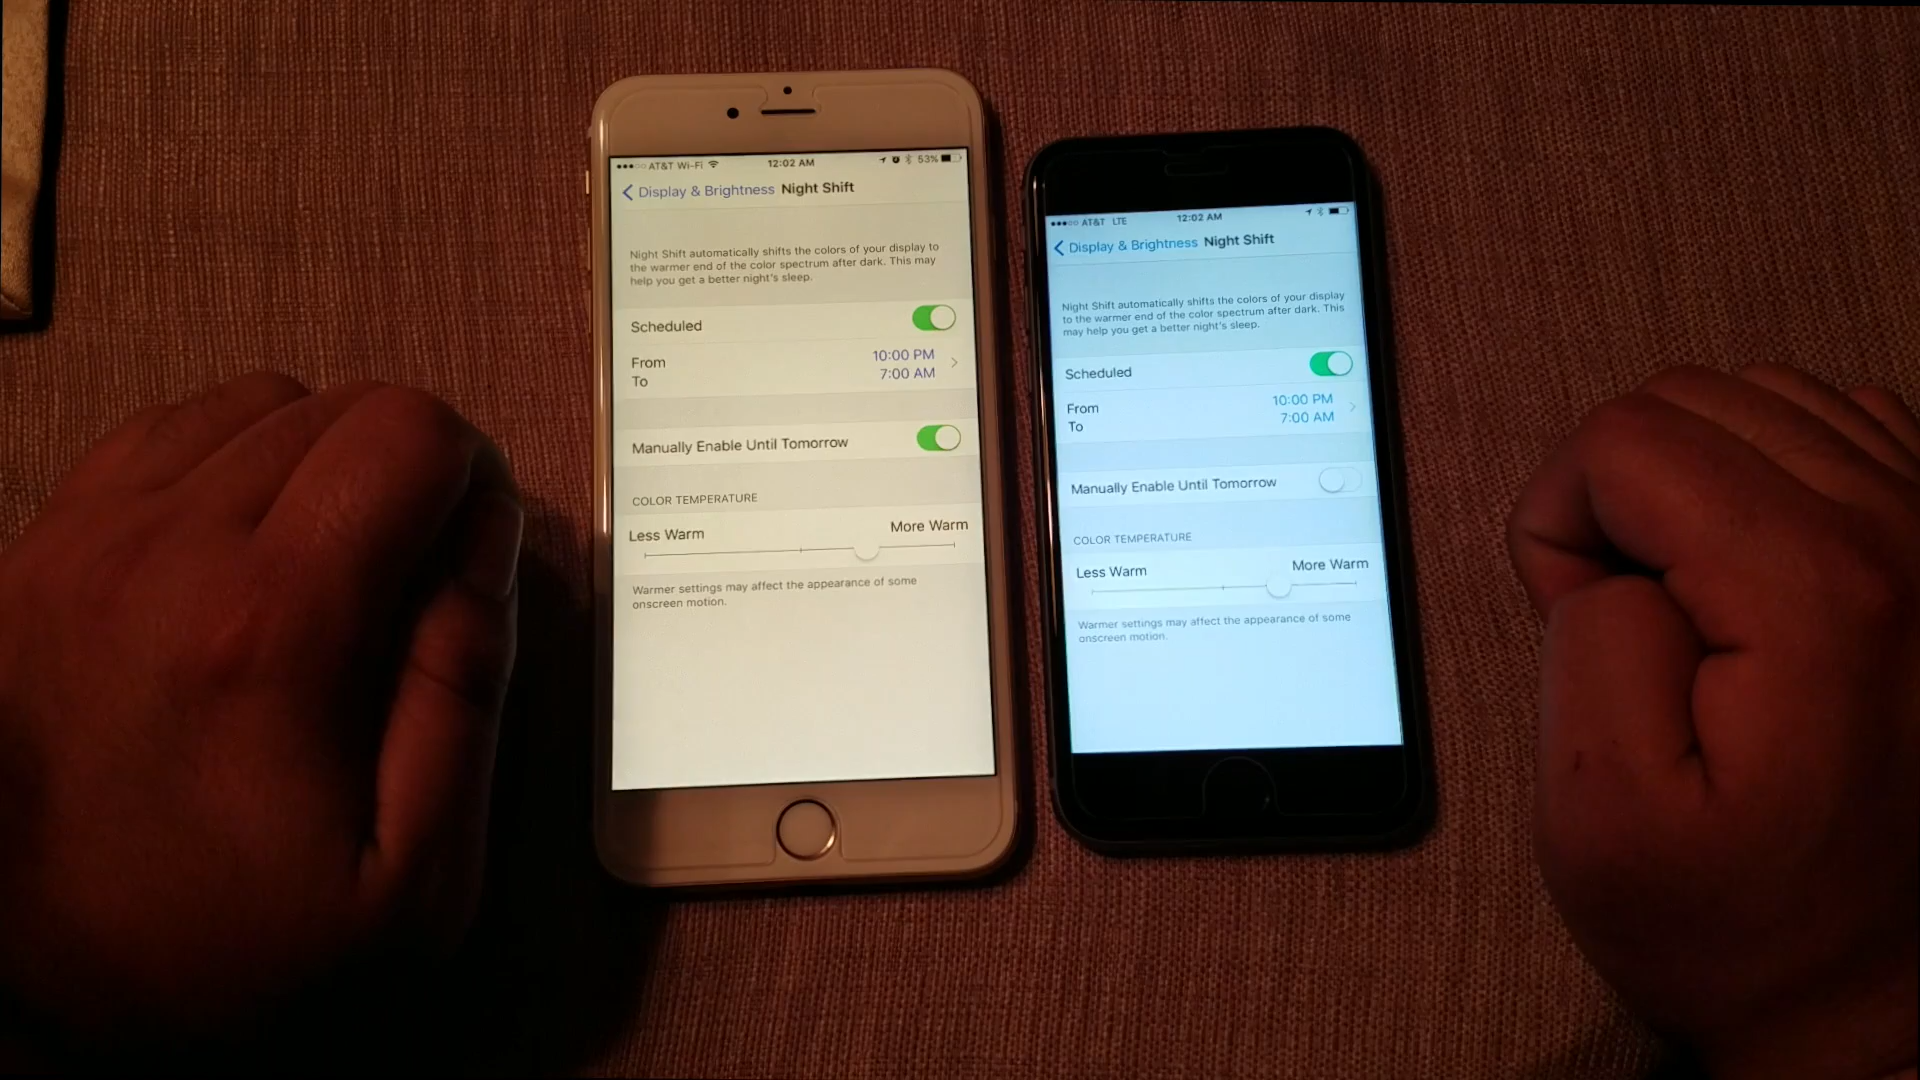 AT&T Wi-Fi 12:02 AM 53%
Display & Brightness Night Shift
Night Shift automatically shifts the colors of your display to
the warmer end of the color spectrum after dark. This may
help you get a better night's sleep.
Scheduled
From 10:00 PM
To 7:00 AM
Manually Enable Until Tomorrow
COLOR TEMPERATURE
Less Warm More Warm
Warmer settings may affect the appearance of some
onscreen motion.
AT&T LTE 12:02 AM
Display & Brightness Night Shift
Night Shift automatically shifts the colors of your display
to the warmer end of the color spectrum after dark. This
may help you get a better night's sleep.
Scheduled
From 10:00 PM
To 7:00 AM
Manually Enable Until Tomorrow
COLOR TEMPERATURE
Less Warm More Warm
Warmer settings may affect the appearance of some
onscreen motion.